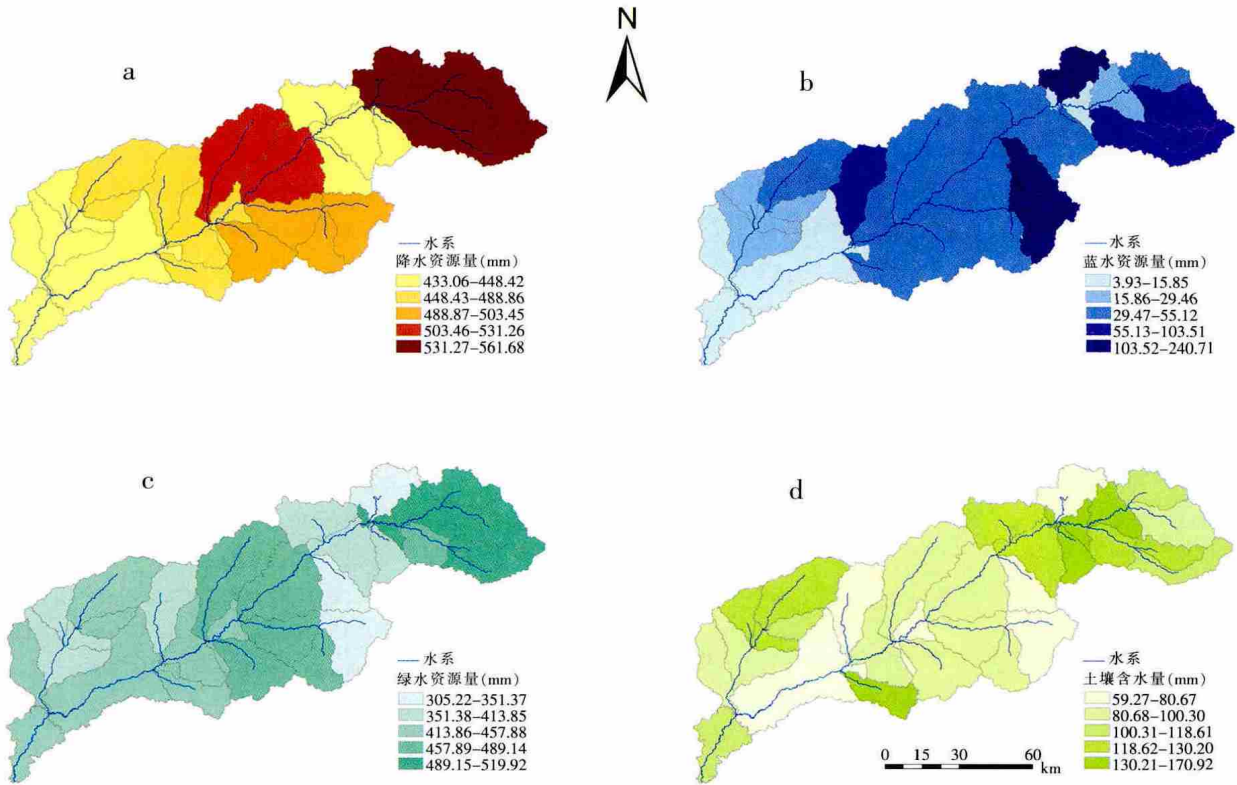 N
a
水系
降水资源量(mm)
433.06–448.42
448.43–488.86
488.87–503.45
503.46–531.26
531.27–561.68
b
水系
蓝水资源量(mm)
3.93–15.85
15.86–29.46
29.47–55.12
55.13–103.51
103.52–240.71
c
水系
绿水资源量(mm)
305.22–351.37
351.38–413.85
413.86–457.88
457.89–489.14
489.15–519.92
d
水系
土壤含水量(mm)
59.27–80.67
80.68–100.30
100.31–118.61
118.62–130.20
130.21–170.92
0 15 30 60
km